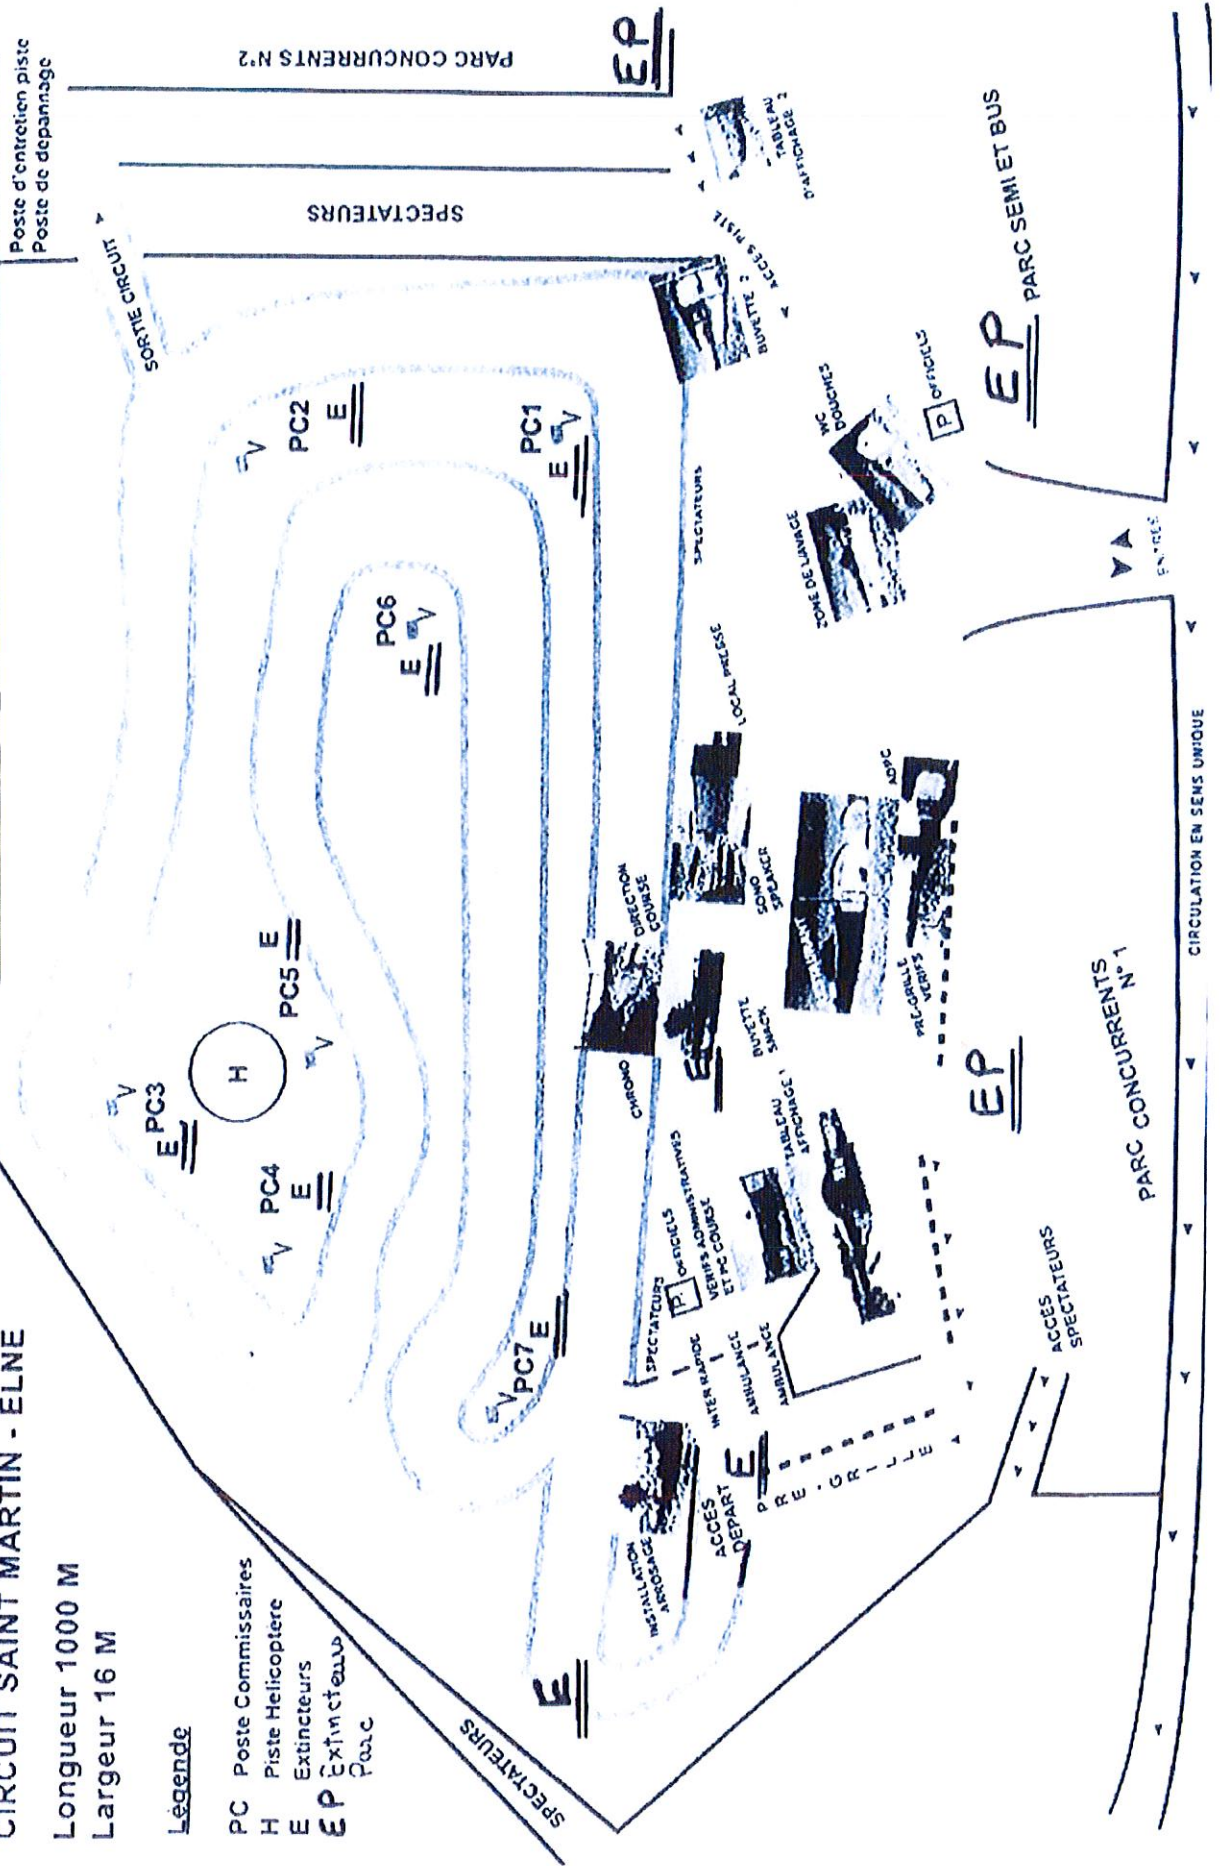 CIRCUIT SAINT MARTIN - ELNE
Longueur 1000 M
Largeur 16 M
Légende
PC Poste Commissaires
H Piste Helicoptere
E Extincteurs
EP Extincteurs
Parc
Poste d'entretien piste
Poste de depannage
SORTIE CIRCUIT
SPECTATEURS
PARC CONCURRENTS N°2
EP
TABLEAU
D'AFFICHAGE 2
ACCES PISTE
BUVETTE 2
PC2
E
V
PC1
E
V
PC6
E
V
PC5
E
V
H
PC3
E
V
PC4
E
V
PC7
E
V
SPECTATEURS
WC
DOUCHES
P OFFICIELS
ZONE DE LAVAGE
EP
PARC SEMI ET BUS
ENTREE
LOCAL PRESSE
SONO
SPEAKER
DIRECTION
COURSE
CHRONO
E
BUVETTE
SNACK
ADPC
PRE-GRILLE
VERIFS
TABLEAU
AFFICHAGE 1
EP
PARC CONCURRENTS
N° 1
CIRCULATION EN SENS UNIQUE
SPECTATEURS
P. OFFICIELS
VERIFS ADMINISTRATIVES
ET PC COURSE
INTER RAPIDE
AMBULANCE
AMBULANCE
ACCES
SPECTATEURS
INSTALLATION
ARROSAGE
ACCES
DEPART
E
PRE-GRILLE
E
SPECTATEURS